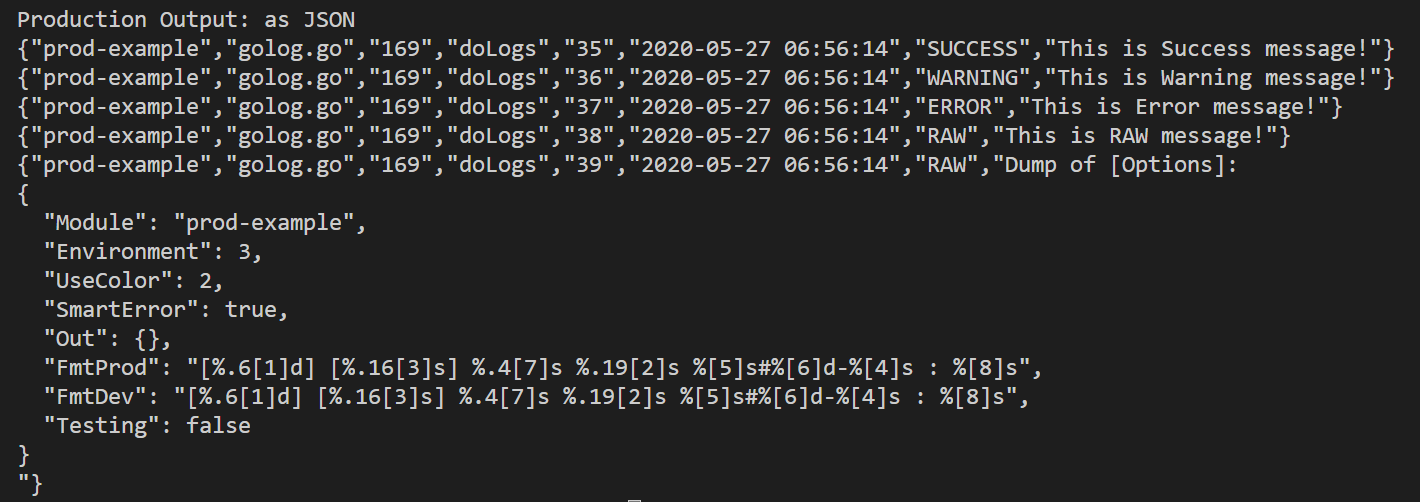 Production Output: as JSON
{"prod-example","golog.go","169","doLogs","35","2020-05-27 06:56:14","SUCCESS","This is Success message!"}
{"prod-example","golog.go","169","doLogs","36","2020-05-27 06:56:14","WARNING","This is Warning message!"}
{"prod-example","golog.go","169","doLogs","37","2020-05-27 06:56:14","ERROR","This is Error message!"}
{"prod-example","golog.go","169","doLogs","38","2020-05-27 06:56:14","RAW","This is RAW message!"}
{"prod-example","golog.go","169","doLogs","39","2020-05-27 06:56:14","RAW","Dump of [Options]:
{
  "Module": "prod-example",
  "Environment": 3,
  "UseColor": 2,
  "SmartError": true,
  "Out": {},
  "FmtProd": "[%.6[1]d] [%.16[3]s] %.4[7]s %.19[2]s %[5]s#%[6]d-%[4]s : %[8]s",
  "FmtDev": "[%.6[1]d] [%.16[3]s] %.4[7]s %.19[2]s %[5]s#%[6]d-%[4]s : %[8]s",
  "Testing": false
}
"}